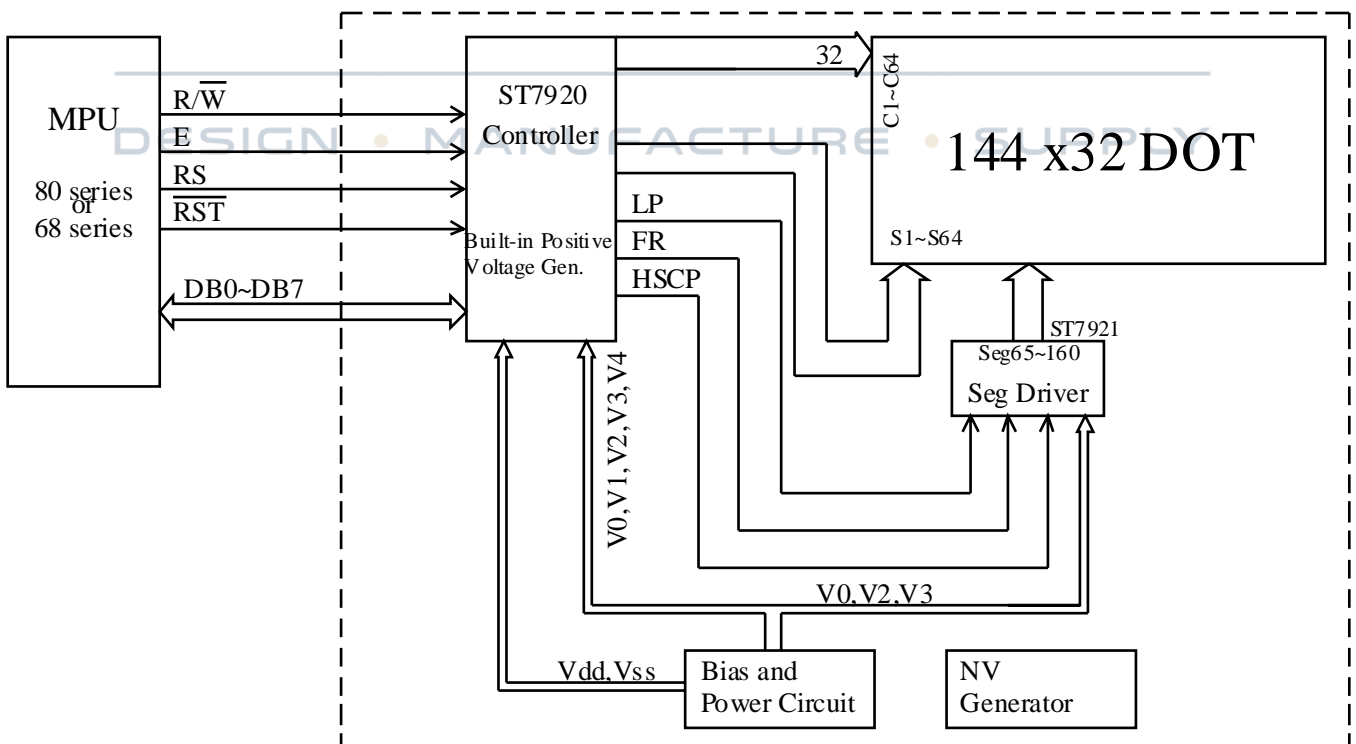 MPU
80 series
or
68 series
R/W̅
E
RS
R̅S̅T̅
DB0~DB7
ST7920
Controller
Built-in Positive
Voltage Gen.
32
C1~C64
144 x32 DOT
S1~S64
LP
FR
HSCP
ST7921
Seg65~160
Seg Driver
V0,V1,V2,V3,V4
V0,V2,V3
Vdd,Vss
Bias and
Power Circuit
NV
Generator
DESIGN • MANUFACTURE • SUPPLY